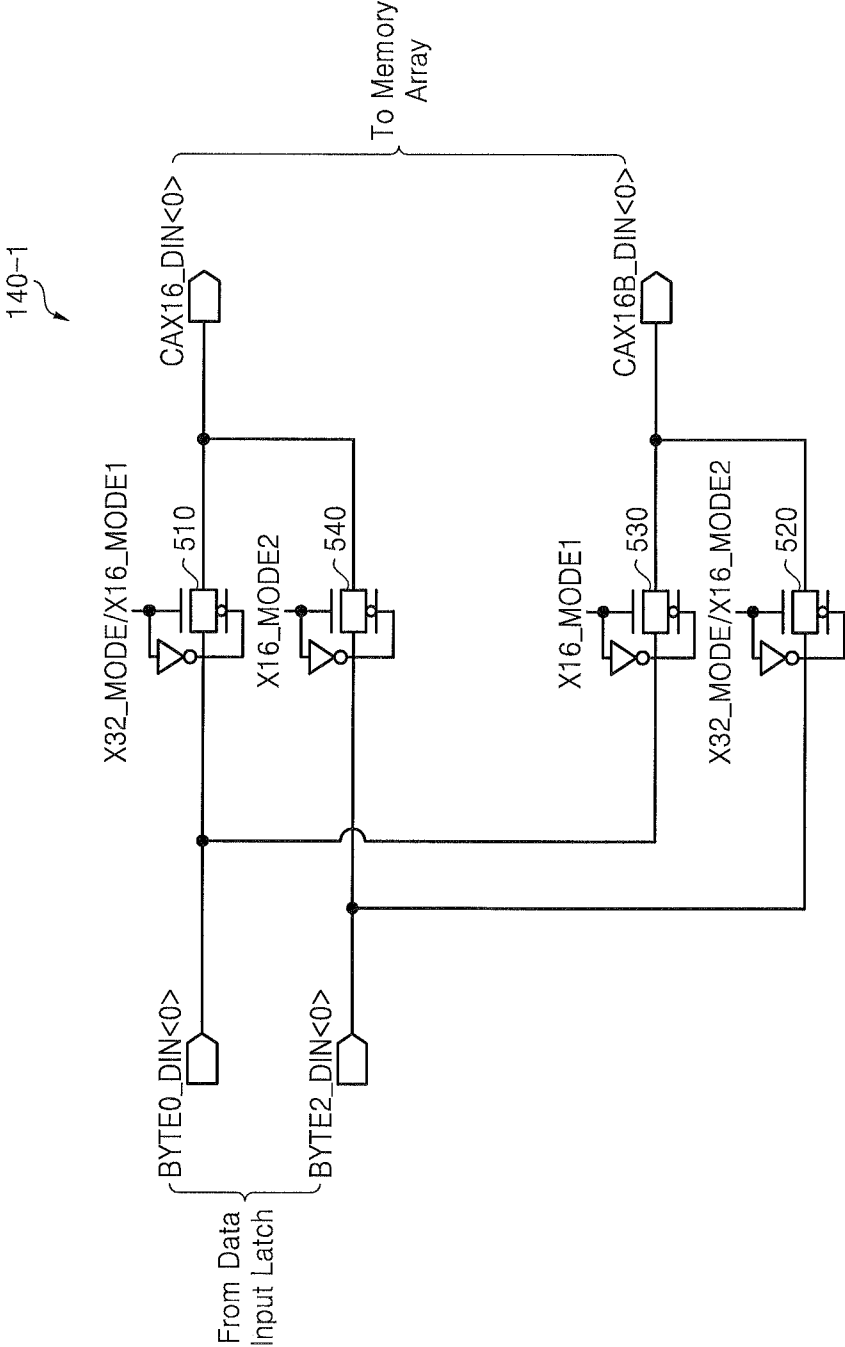 140-1
From Data
Input Latch
BYTE0_DIN<0>
BYTE2_DIN<0>
X32_MODE/X16_MODE1
510
X16_MODE2
540
X16_MODE1
530
X32_MODE/X16_MODE2
520
CAX16_DIN<0>
CAX16B_DIN<0>
To Memory
Array